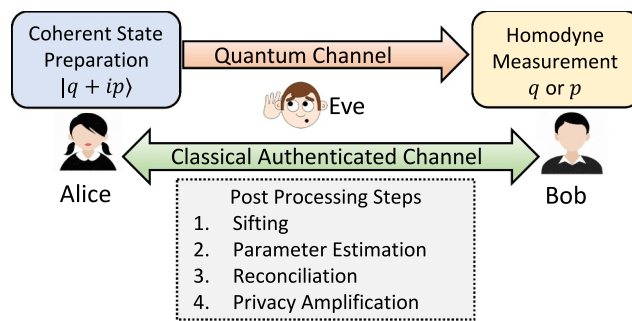 Coherent State
Preparation
|q + ip⟩
Quantum Channel
Homodyne
Measurement
q or p
Eve
Classical Authenticated Channel
Alice
Bob
Post Processing Steps
1. Sifting
2. Parameter Estimation
3. Reconciliation
4. Privacy Amplification